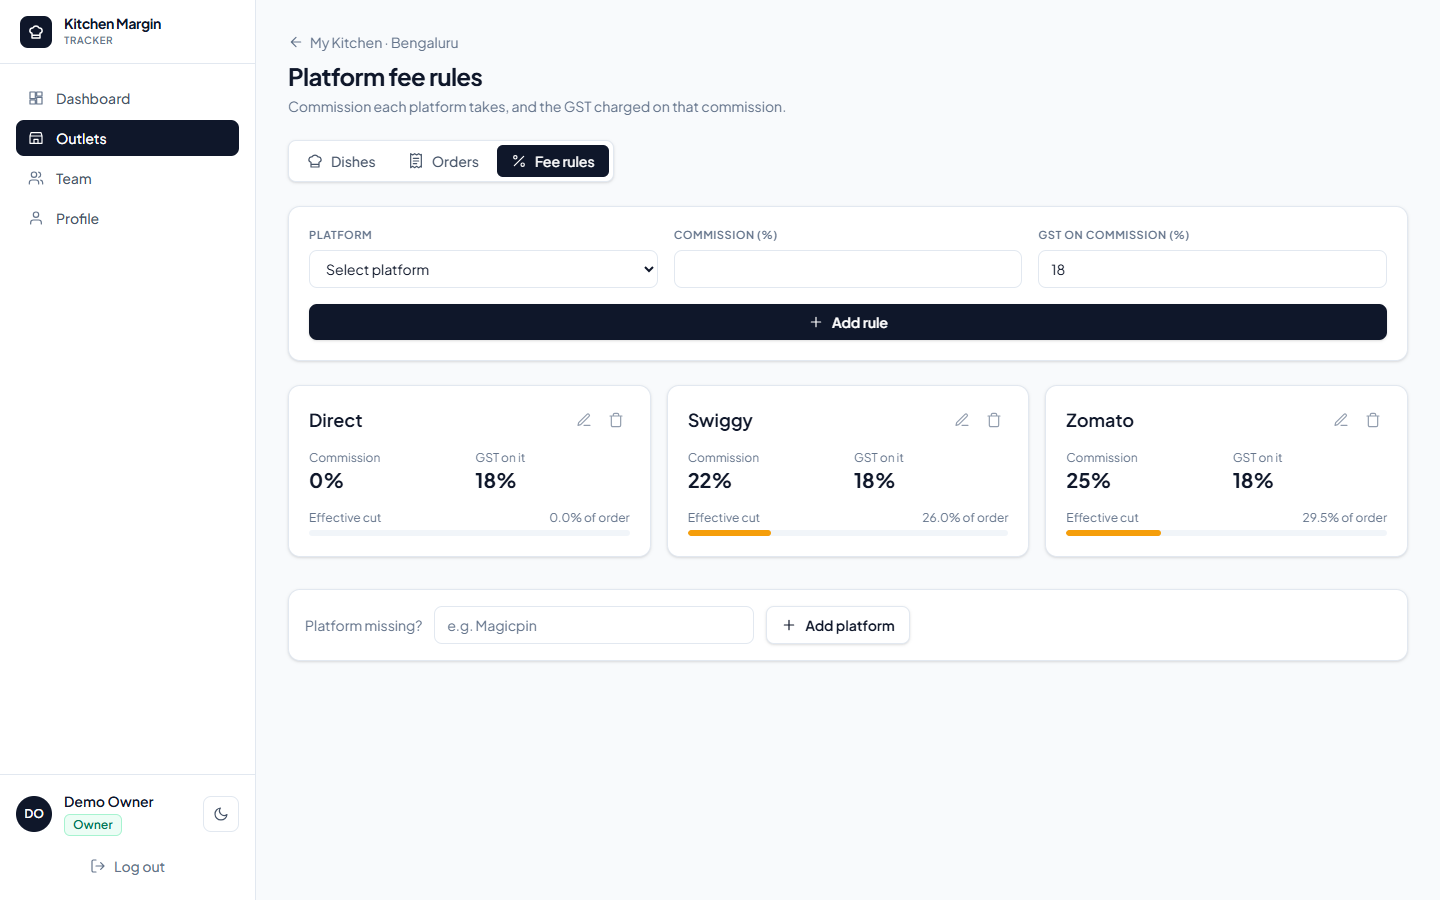 Kitchen Margin
TRACKER
Dashboard
Outlets
Team
Profile
DO
Demo Owner
Owner
Log out
My Kitchen · Bengaluru
Platform fee rules
Commission each platform takes, and the GST charged on that commission.
Dishes Orders Fee rules
PLATFORM COMMISSION (%) GST ON COMMISSION (%)
Select platform 18
Add rule
Direct
Commission GST on it
0% 18%
Effective cut 0.0% of order
Swiggy
Commission GST on it
22% 18%
Effective cut 26.0% of order
Zomato
Commission GST on it
25% 18%
Effective cut 29.5% of order
Platform missing? e.g. Magicpin Add platform